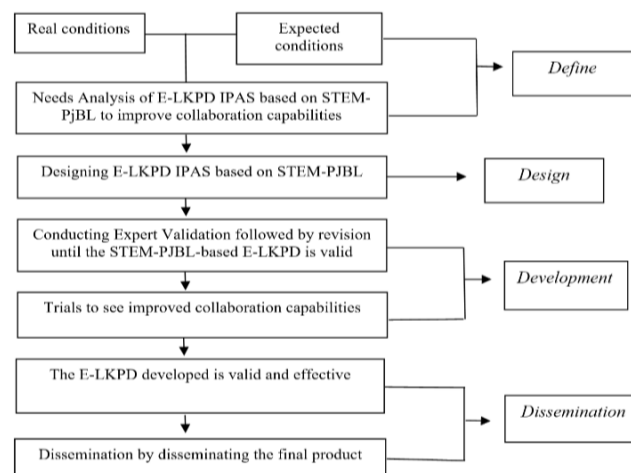 Real conditions
Expected
conditions
Define
Needs Analysis of E-LKPD IPAS based on STEM-
PjBL to improve collaboration capabilities
Designing E-LKPD IPAS based on STEM-PJBL
Design
Conducting Expert Validation followed by revision
until the STEM-PJBL-based E-LKPD is valid
Development
Trials to see improved collaboration capabilities
The E-LKPD developed is valid and effective
Dissemination
Dissemination by disseminating the final product